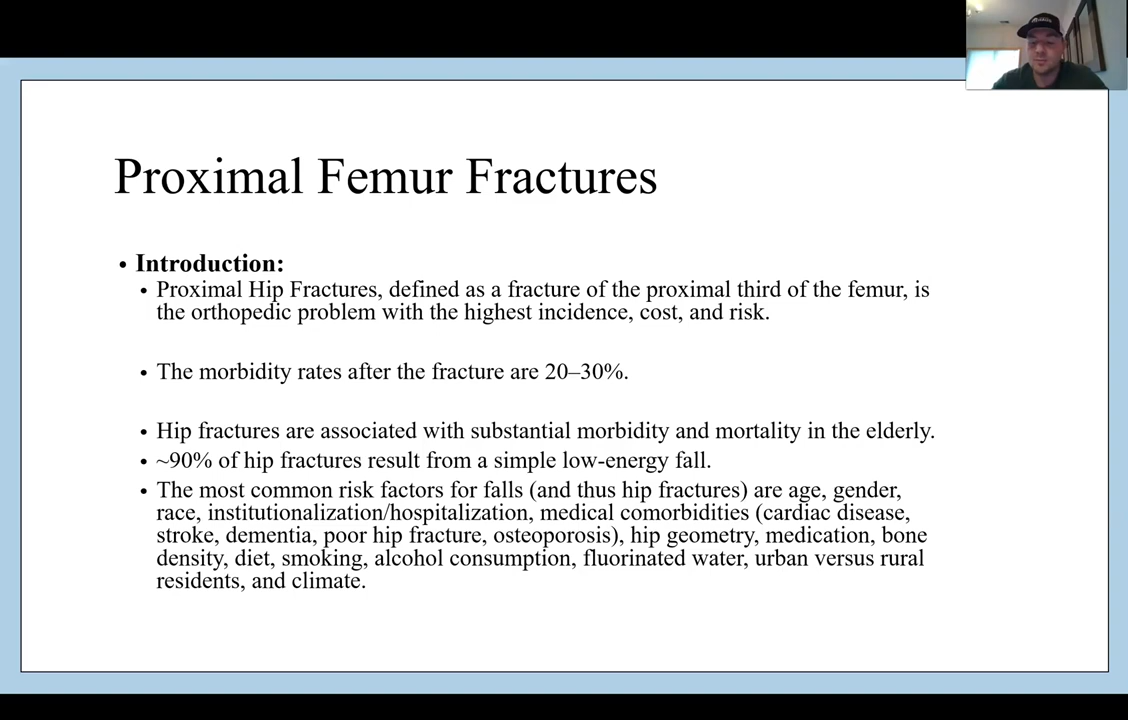 Proximal Femur Fractures
• Introduction:
• Proximal Hip Fractures, defined as a fracture of the proximal third of the femur, is
the orthopedic problem with the highest incidence, cost, and risk.
• The morbidity rates after the fracture are 20–30%.
• Hip fractures are associated with substantial morbidity and mortality in the elderly.
• ~90% of hip fractures result from a simple low-energy fall.
• The most common risk factors for falls (and thus hip fractures) are age, gender,
race, institutionalization/hospitalization, medical comorbidities (cardiac disease,
stroke, dementia, poor hip fracture, osteoporosis), hip geometry, medication, bone
density, diet, smoking, alcohol consumption, fluorinated water, urban versus rural
residents, and climate.